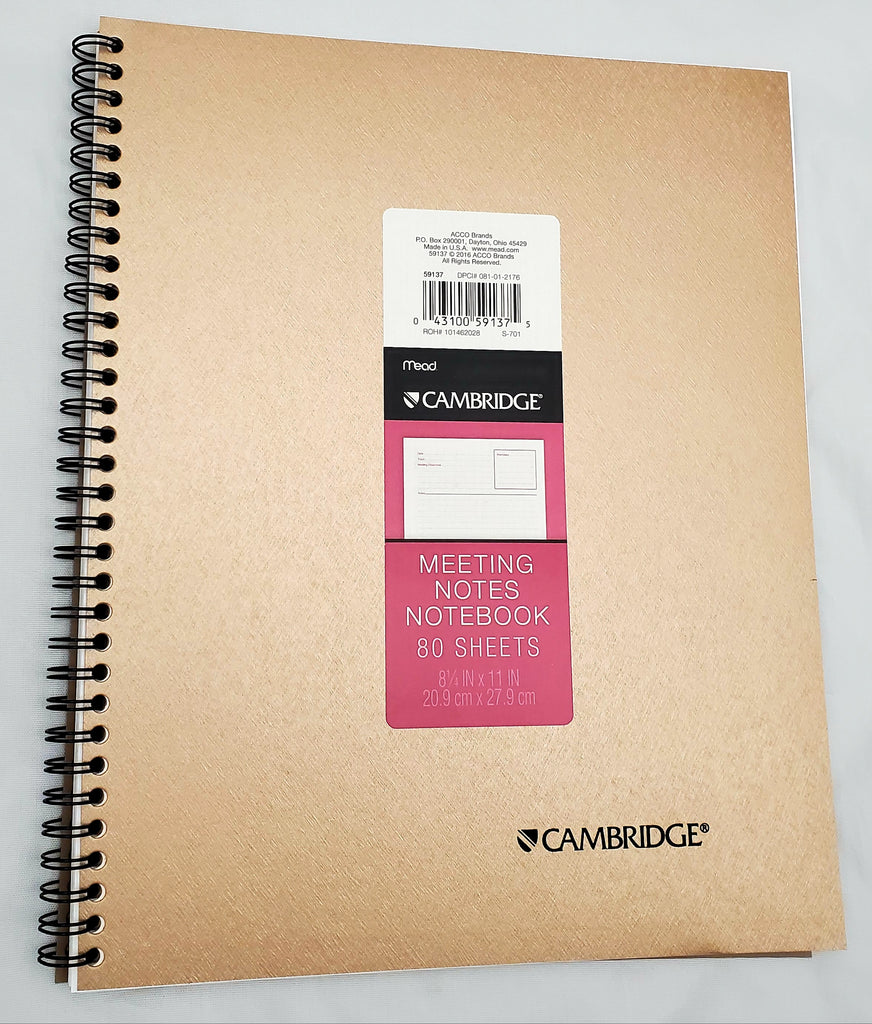 ACCO Brands
P.O. Box 290001, Dayton, Ohio 45429
Made in U.S.A. www.mead.com
59137 © 2016 ACCO Brands
All Rights Reserved.
59137 DPCI# 081-01-2176
0 43100 59137 5
ROH# 101462028 S-701
Mead
CAMBRIDGE®
MEETING
NOTES
NOTEBOOK
80 SHEETS
8¼ IN x 11 IN
20.9 cm x 27.9 cm
CAMBRIDGE®